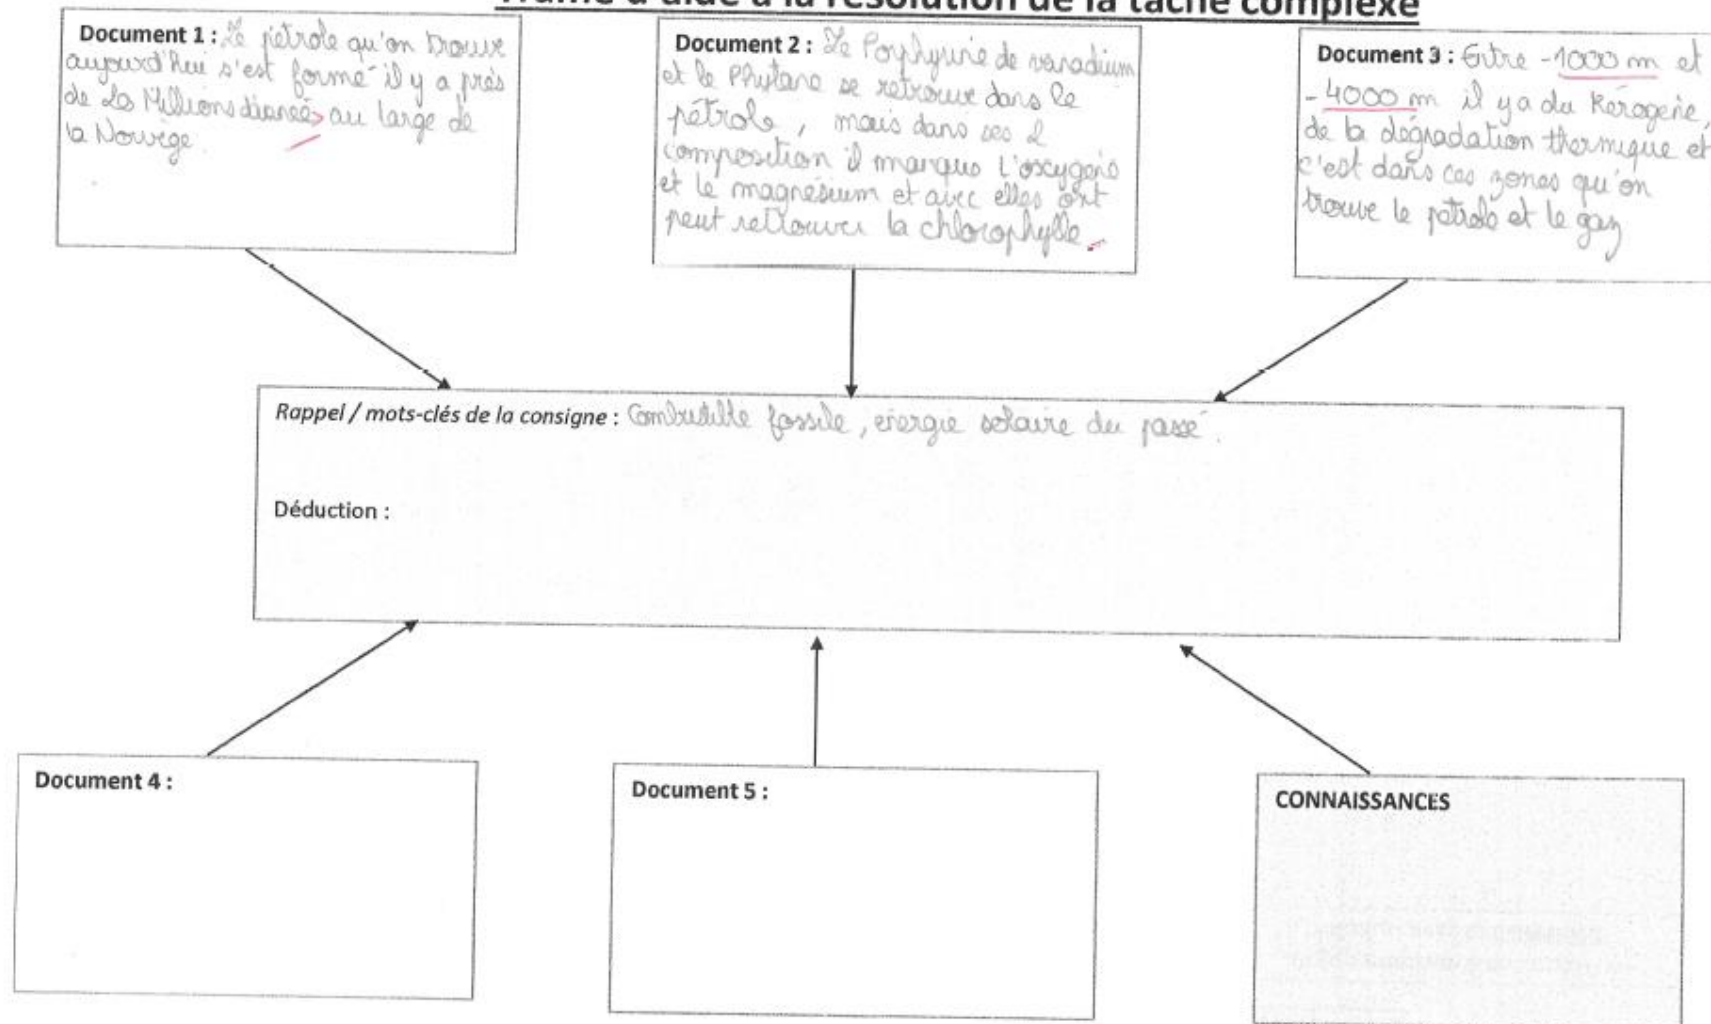 Trame d'aide à la résolution de la tâche complexe
Document 1 : Le pétrole qu'on trouve
aujourd'hui s'est formé il y a près
de Millions d'année au large de
la Norvège.
Document 2 : Le Porphyrine de vanadium
et le Phytane se retrouve dans le
pétrole, mais dans ses 2
composition il manque L'oxygène
et le magnésium et avec elles ont
peut retrouver la chlorophylle.
Document 3 : Entre -1000 m et
-4000 m il y a du Kérogène,
de la dégradation thermique et
c'est dans ces zones qu'on
trouve le pétrole et le gaz
Rappel / mots-clés de la consigne : Combustible fossile, énergie solaire du passé.
Déduction :
Document 4 :
Document 5 :
CONNAISSANCES